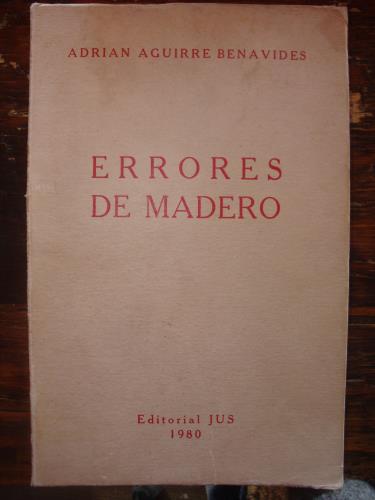 ADRIAN AGUIRRE BENAVIDES
ERRORES
DE MADERO
Editorial JUS
1980